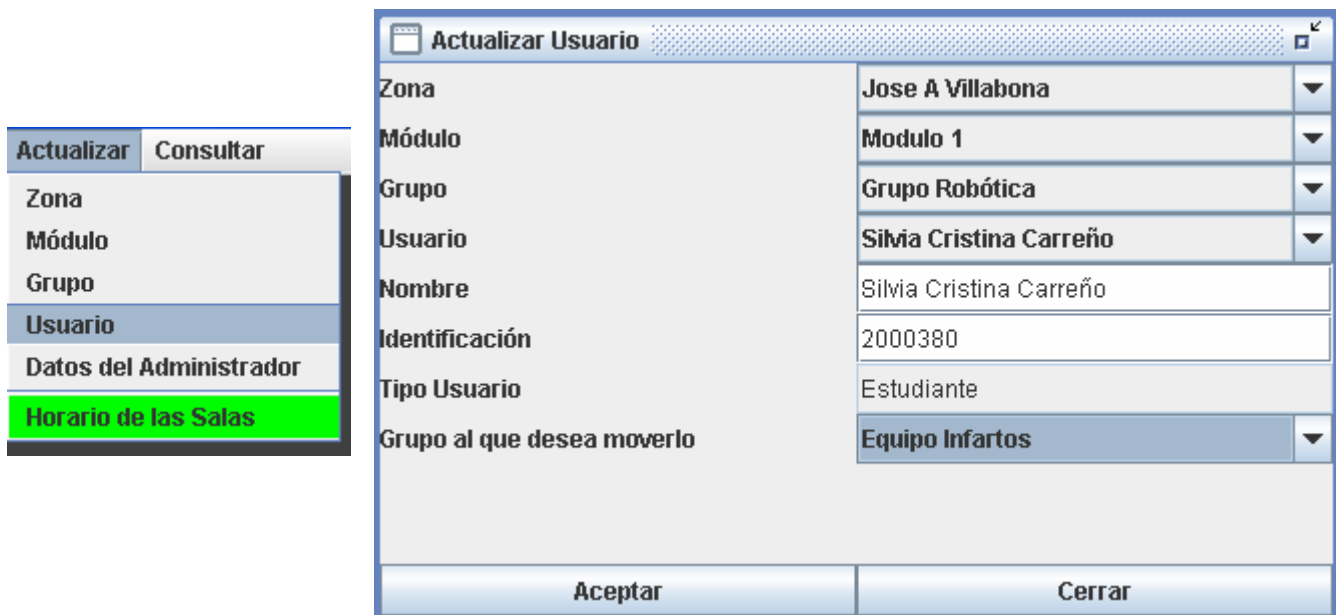 Actualizar Consultar
Zona
Módulo
Grupo
Usuario
Datos del Administrador
Horario de las Salas
Actualizar Usuario
Zona Jose A Villabona
Módulo Modulo 1
Grupo Grupo Robótica
Usuario Silvia Cristina Carreño
Nombre Silvia Cristina Carreño
Identificación 2000380
Tipo Usuario Estudiante
Grupo al que desea moverlo Equipo Infartos
Aceptar Cerrar